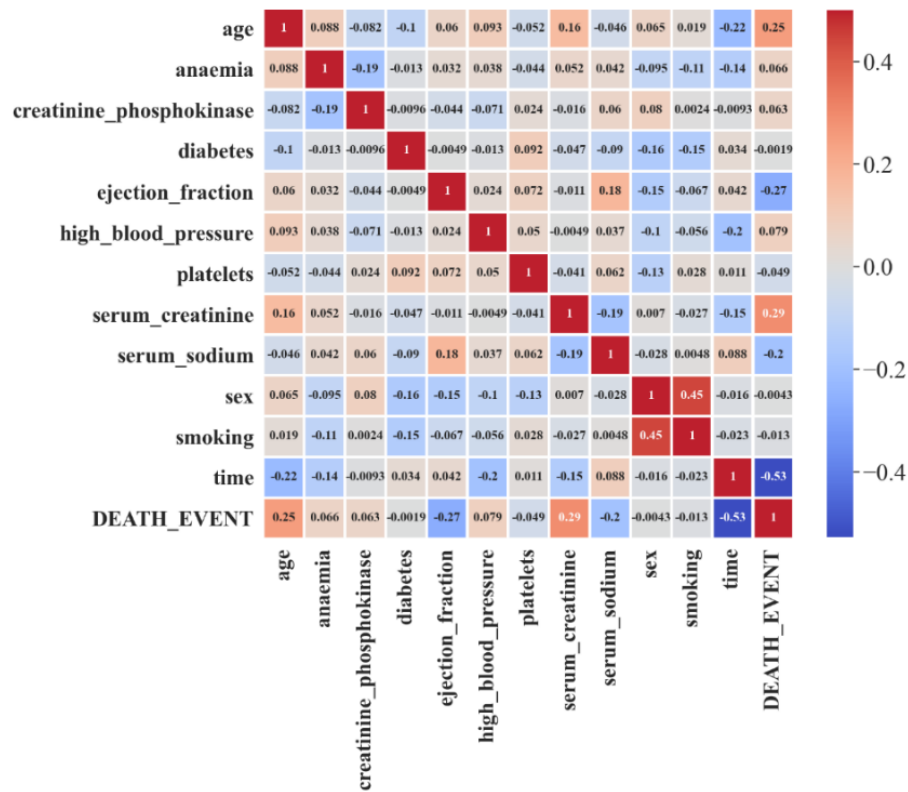 age 1 0.088 -0.082 -0.1 0.06 0.093 -0.052 0.16 -0.046 0.065 0.019 -0.22 0.25
anaemia 0.088 1 -0.19 -0.013 0.032 0.038 -0.044 0.052 0.042 -0.095 -0.11 -0.14 0.066
creatinine_phosphokinase -0.082 -0.19 1 -0.0096 -0.044 -0.071 0.024 -0.016 0.06 0.08 0.0024 -0.0093 0.063
diabetes -0.1 -0.013 -0.0096 1 -0.0049 -0.013 0.092 -0.047 -0.09 -0.16 -0.15 0.034 -0.0019
ejection_fraction 0.06 0.032 -0.044 -0.0049 1 0.024 0.072 -0.011 0.18 -0.15 -0.067 0.042 -0.27
high_blood_pressure 0.093 0.038 -0.071 -0.013 0.024 1 0.05 -0.0049 0.037 -0.1 -0.056 -0.2 0.079
platelets -0.052 -0.044 0.024 0.092 0.072 0.05 1 -0.041 0.062 -0.13 0.028 0.011 -0.049
serum_creatinine 0.16 0.052 -0.016 -0.047 -0.011 -0.0049 -0.041 1 -0.19 0.007 -0.027 -0.15 0.29
serum_sodium -0.046 0.042 0.06 -0.09 0.18 0.037 0.062 -0.19 1 -0.028 0.0048 0.088 -0.2
sex 0.065 -0.095 0.08 -0.16 -0.15 -0.1 -0.13 0.007 -0.028 1 0.45 -0.016 -0.0043
smoking 0.019 -0.11 0.0024 -0.15 -0.067 -0.056 0.028 -0.027 0.0048 0.45 1 -0.023 -0.013
time -0.22 -0.14 -0.0093 0.034 0.042 -0.2 0.011 -0.15 0.088 -0.016 -0.023 1 -0.53
DEATH_EVENT 0.25 0.066 0.063 -0.0019 -0.27 0.079 -0.049 0.29 -0.2 -0.0043 -0.013 -0.53 1
age
anaemia
creatinine_phosphokinase
diabetes
ejection_fraction
high_blood_pressure
platelets
serum_creatinine
serum_sodium
sex
smoking
time
DEATH_EVENT
0.4
0.2
0.0
−0.2
−0.4